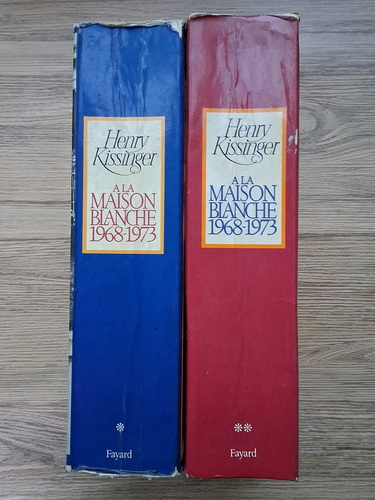 Henry
Kissinger
A LA
MAISON
BLANCHE
1968-1973
*
Fayard
Henry
Kissinger
A LA
MAISON
BLANCHE
1968-1973
**
Fayard